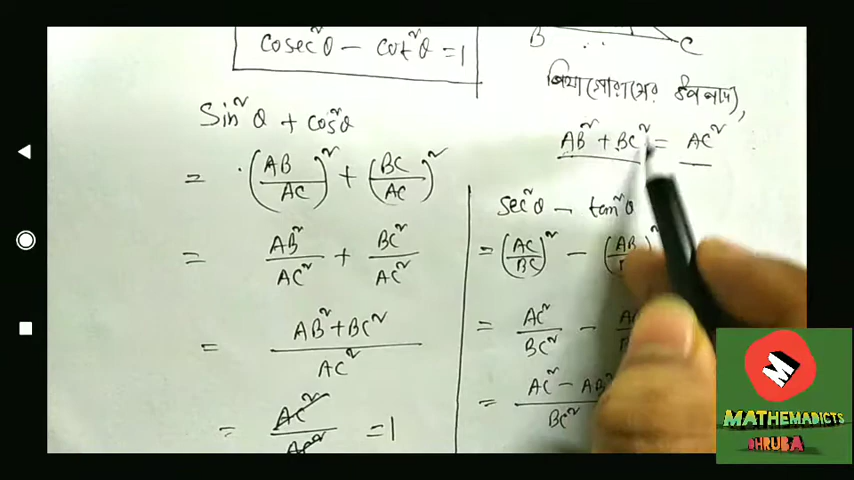 cosec²θ − cot²θ = 1
B
C
পিথাগোরাসের উপপাদ্য,
AB² + BC² = AC²
Sin²θ + cos²θ
= (AB/AC)² + (BC/AC)²
= AB²/AC² + BC²/AC²
= AB²+BC²/AC²
= AC²/AC² = 1
sec²θ − tan²θ
= (AC/BC)² − (AB
= AC²/BC² −
= AC² − AB²/BC²
MATHEMADICTS
DHRUBA